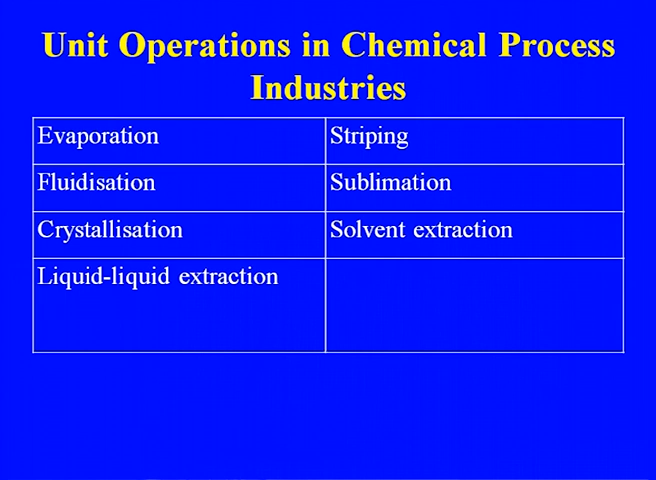 Unit Operations in Chemical Process
Industries
Evaporation
Striping
Fluidisation
Sublimation
Crystallisation
Solvent extraction
Liquid-liquid extraction